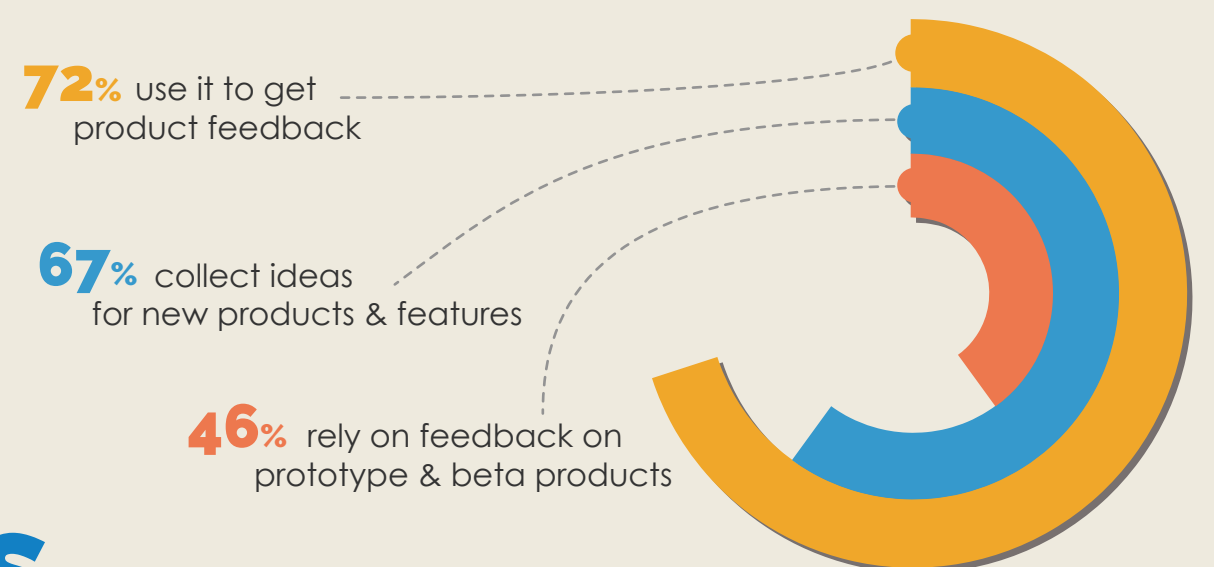 72% use it to get
product feedback
67% collect ideas
for new products & features
46% rely on feedback on
prototype & beta products